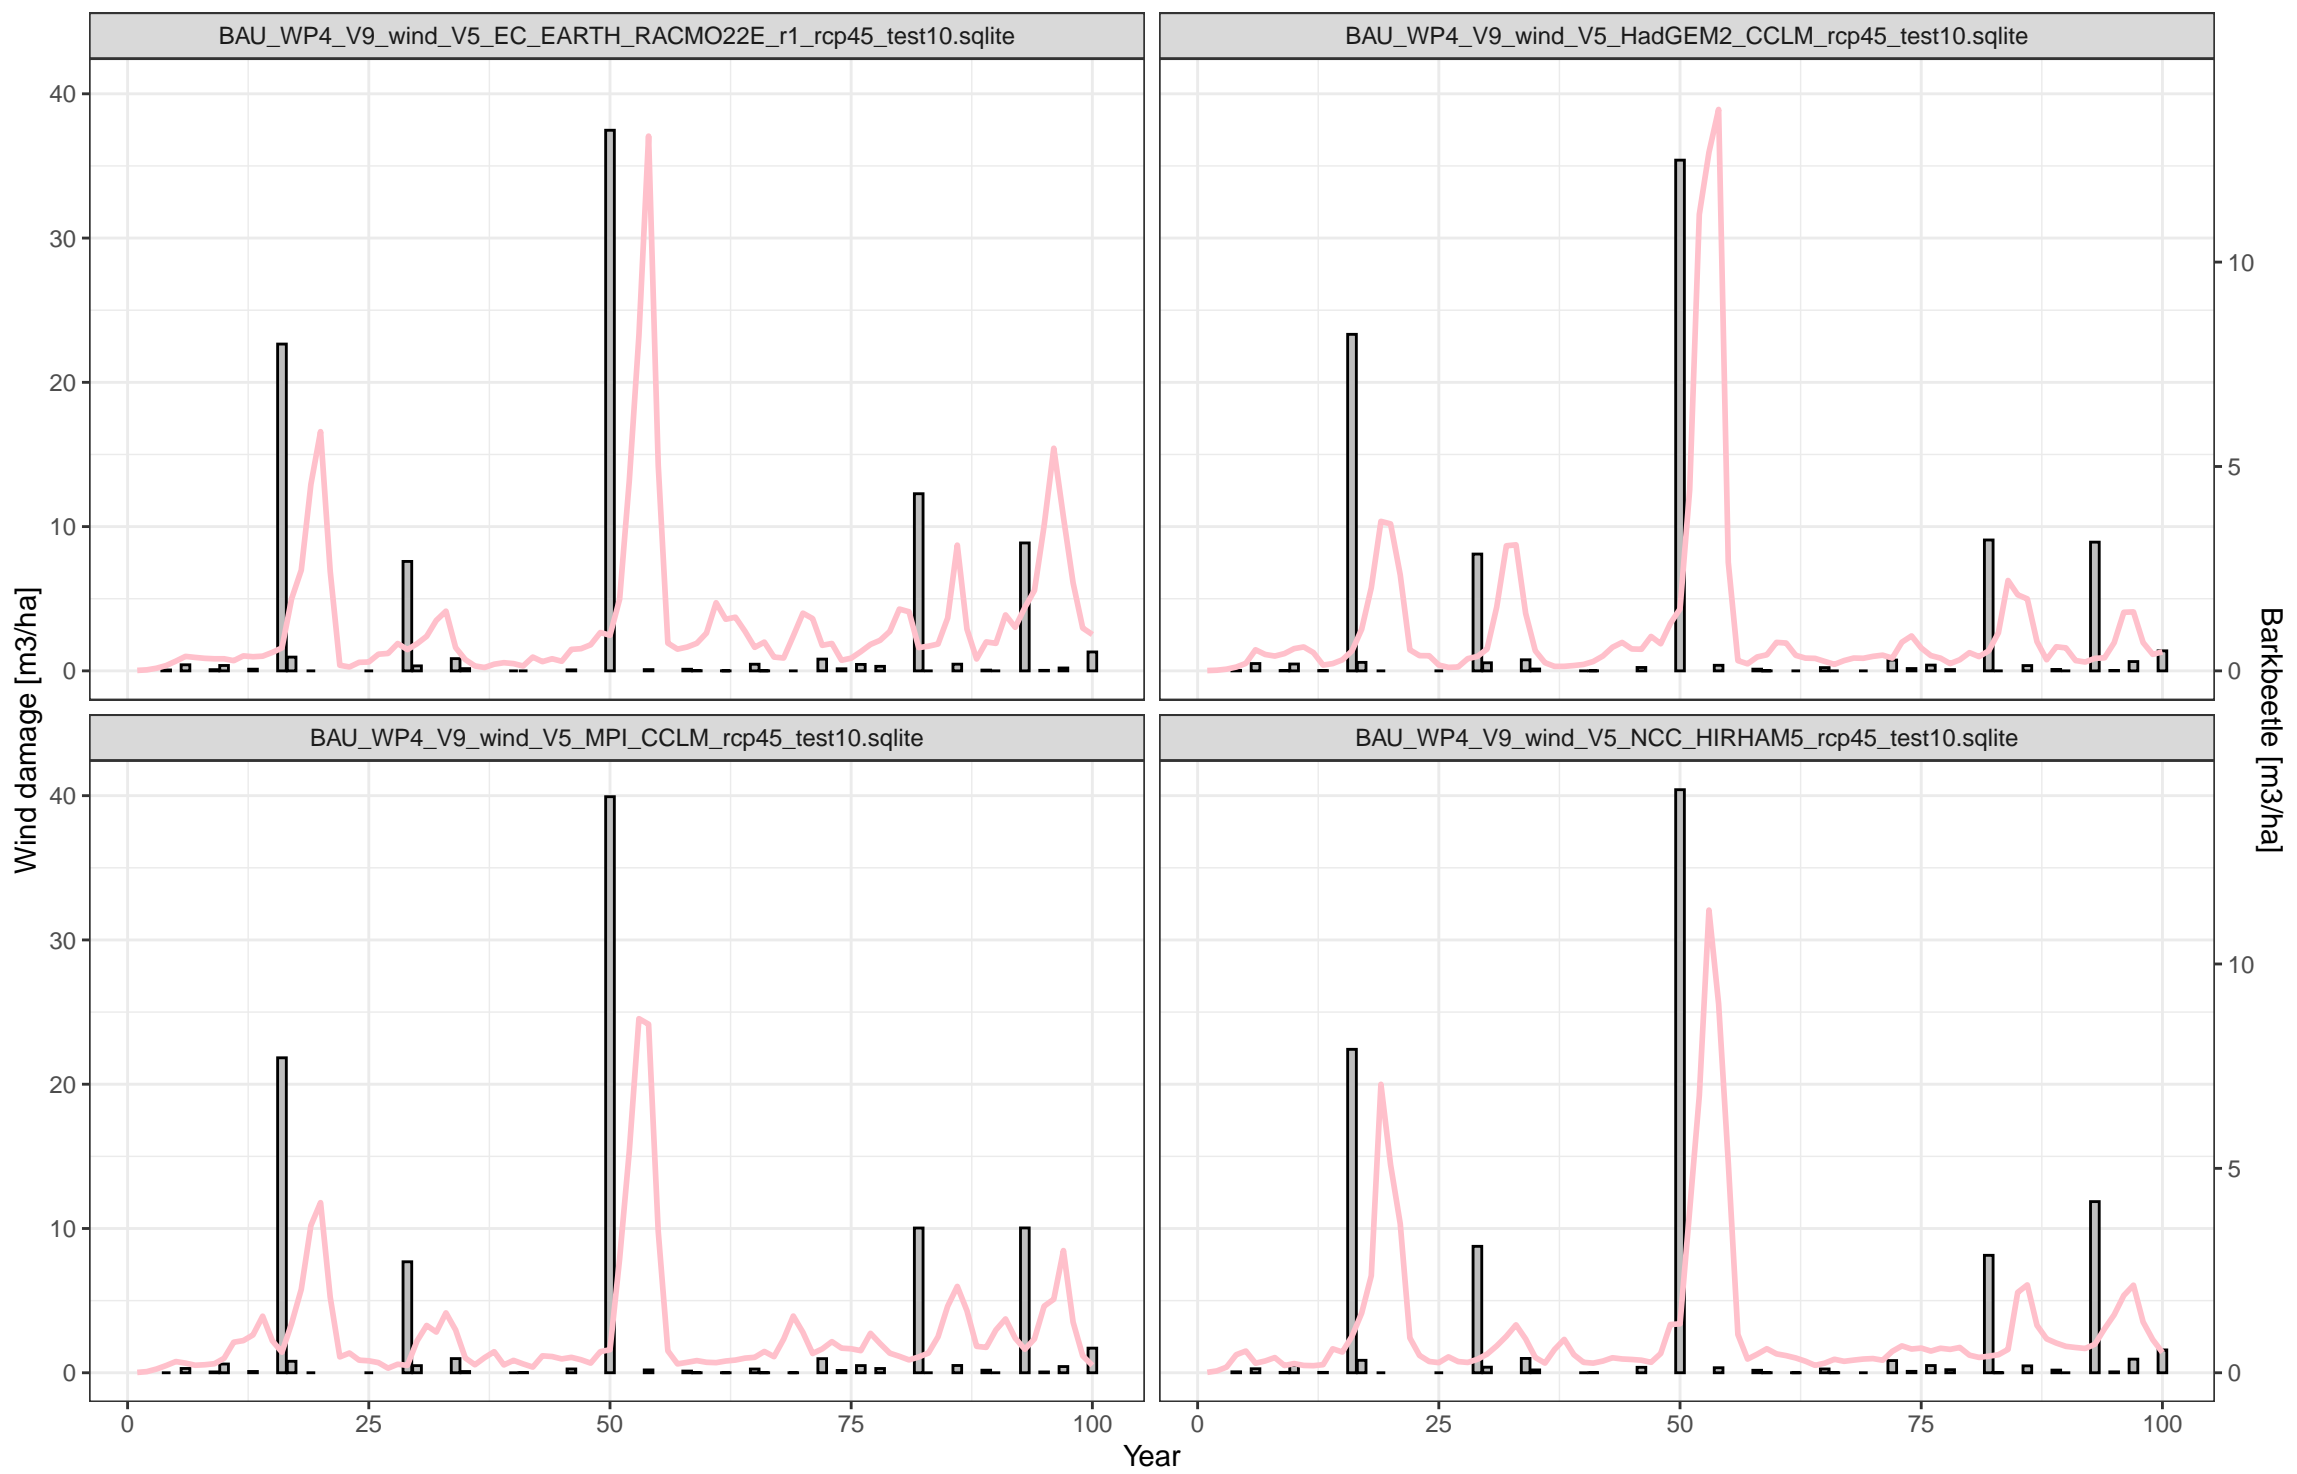 BAU_WP4_V9_wind_V5_EC_EARTH_RACMO22E_r1_rcp45_test10.sqlite
BAU_WP4_V9_wind_V5_HadGEM2_CCLM_rcp45_test10.sqlite
40
30
20
10
0
10
5
0
BAU_WP4_V9_wind_V5_MPI_CCLM_rcp45_test10.sqlite
BAU_WP4_V9_wind_V5_NCC_HIRHAM5_rcp45_test10.sqlite
40
30
20
10
0
10
5
0
0 25 50 75 100
0 25 50 75 100
Year
Wind damage [m3/ha]
Barkbeetle [m3/ha]